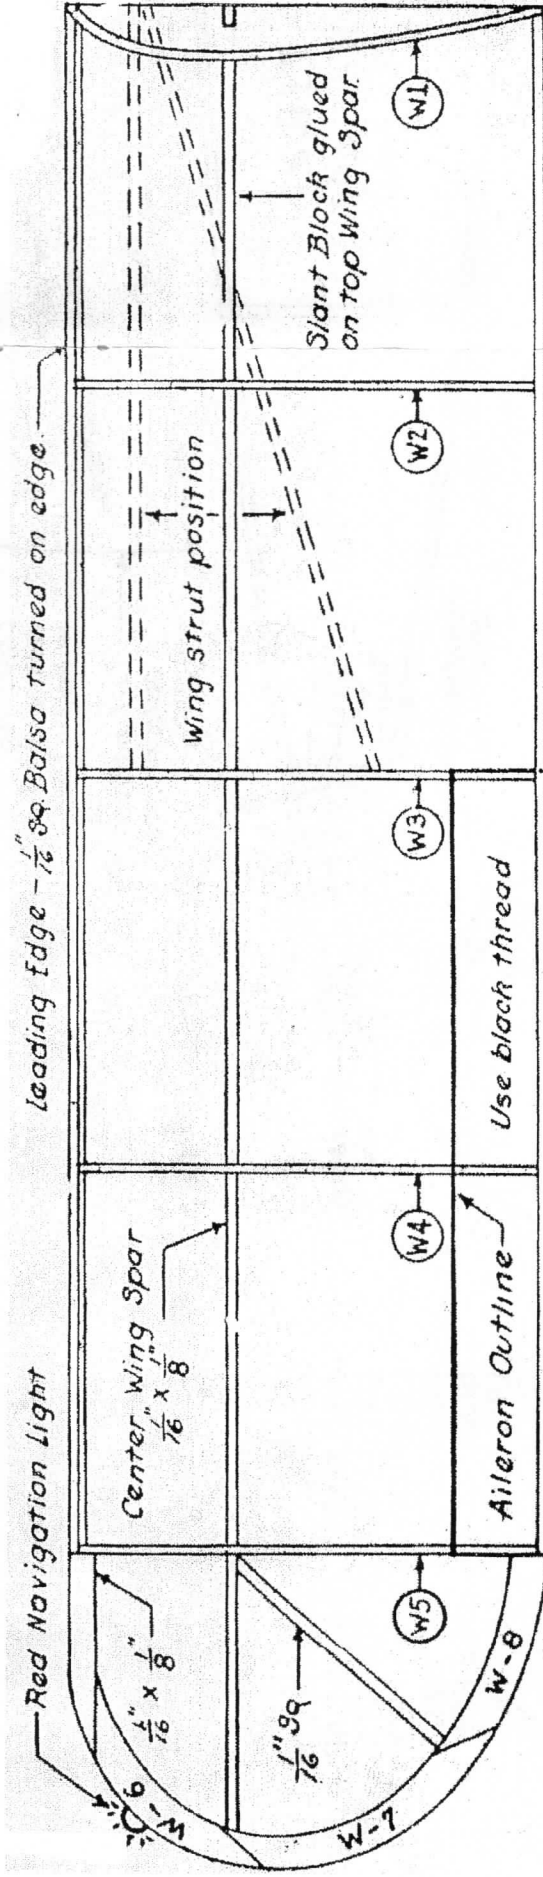 Red Navigation Light
Leading Edge - 1/16" Sq. Balsa turned on edge
Center Wing Spar
1/16" x 1/8"
Wing strut position
Slant Block glued
on top Wing Spar
1/16" x 1/8"
1/16" Sq
W-6
W-7
W-8
W5
W4
W3
W2
W1
Aileron Outline
Use black thread